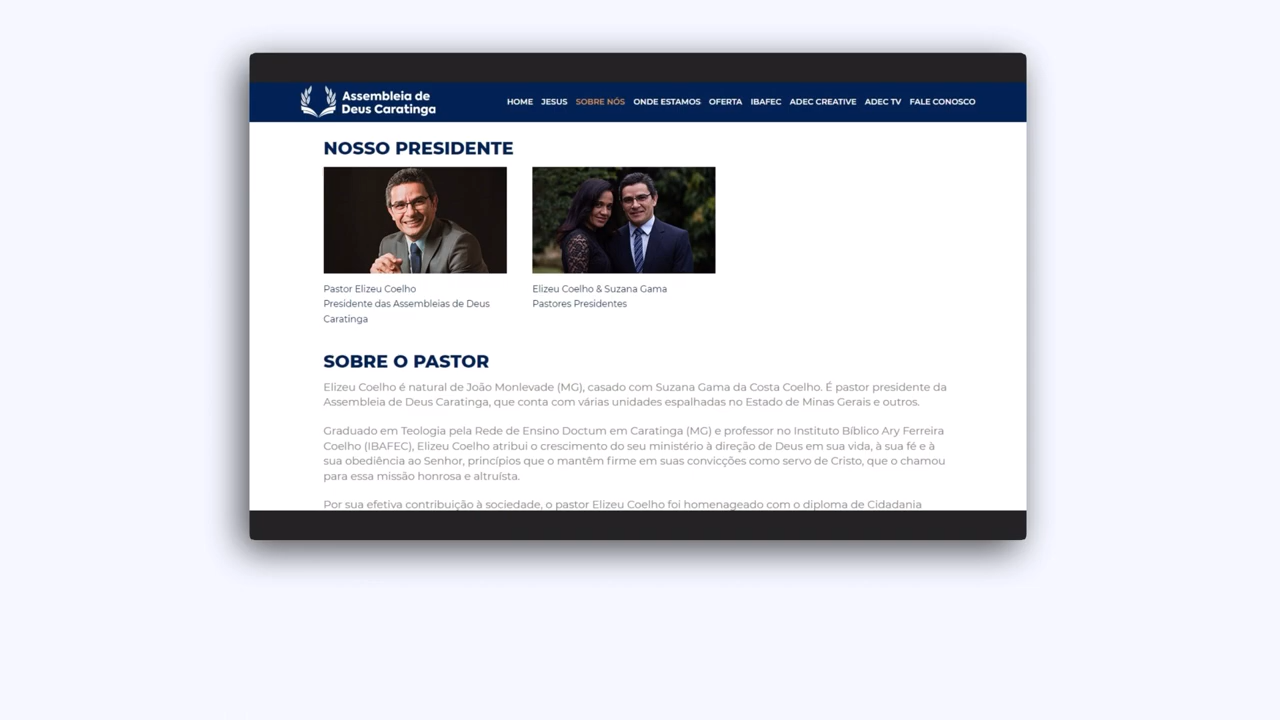 Assembleia de
Deus Caratinga
HOME JESUS SOBRE NÓS ONDE ESTAMOS OFERTA IBAFEC ADEC CREATIVE ADEC TV FALE CONOSCO
NOSSO PRESIDENTE
Pastor Elizeu Coelho
Presidente das Assembleias de Deus
Caratinga
Elizeu Coelho & Suzana Gama
Pastores Presidentes
SOBRE O PASTOR
Elizeu Coelho é natural de João Monlevade (MG), casado com Suzana Gama da Costa Coelho. É pastor presidente da
Assembleia de Deus Caratinga, que conta com várias unidades espalhadas no Estado de Minas Gerais e outros.
Graduado em Teologia pela Rede de Ensino Doctum em Caratinga (MG) e professor no Instituto Bíblico Ary Ferreira
Coelho (IBAFEC), Elizeu Coelho atribui o crescimento do seu ministério à direção de Deus em sua vida, à sua fé e à
sua obediência ao Senhor, princípios que o mantêm firme em suas convicções como servo de Cristo, que o chamou
para essa missão honrosa e altruísta.
Por sua efetiva contribuição à sociedade, o pastor Elizeu Coelho foi homenageado com o diploma de Cidadania